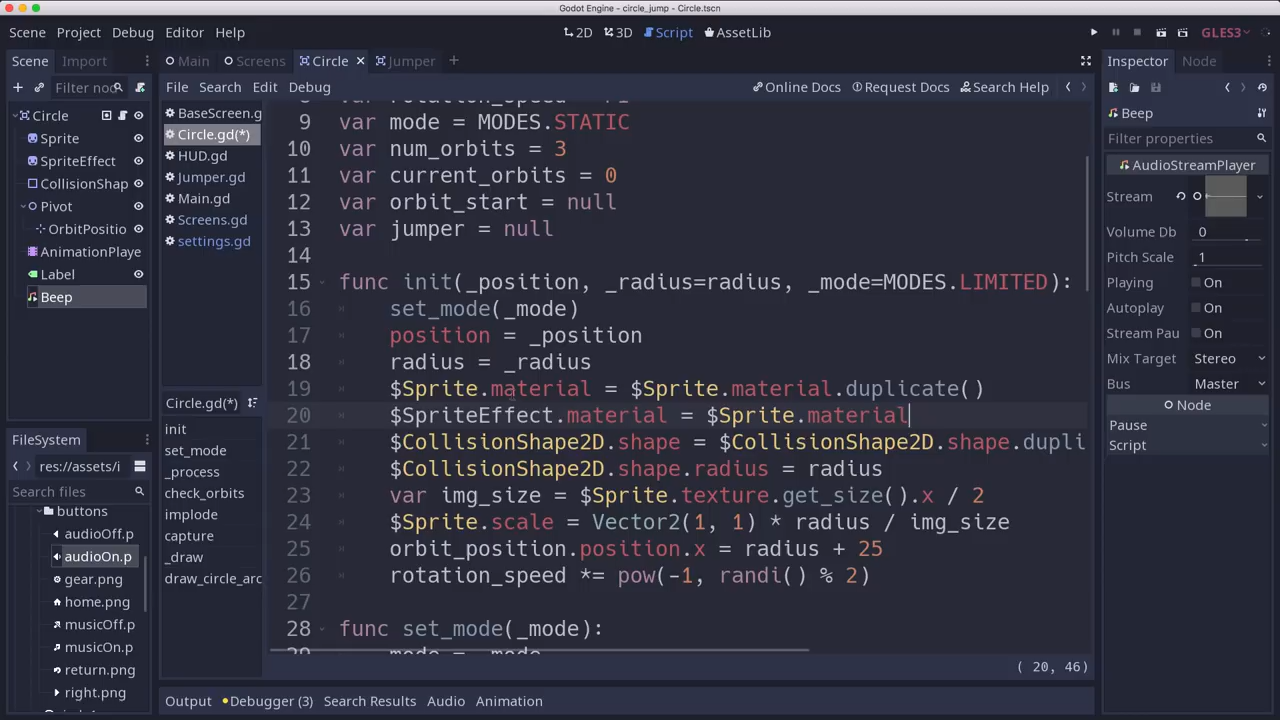 Godot Engine - circle_jump - Circle.tscn
Scene Project Debug Editor Help
2D 3D Script AssetLib
GLES3
Scene Import
Main Screens Circle Jumper
Inspector Node
Filter noc
File Search Edit Debug
Online Docs Request Docs Search Help
Circle
Sprite
SpriteEffect
CollisionShap
Pivot
OrbitPositio
AnimationPlaye
Label
Beep
BaseScreen.g
Circle.gd(*)
HUD.gd
Jumper.gd
Main.gd
Screens.gd
settings.gd
Circle.gd(*)
init
set_mode
_process
check_orbits
implode
capture
_draw
draw_circle_arc
9 var mode = MODES.STATIC
10 var num_orbits = 3
11 var current_orbits = 0
12 var orbit_start = null
13 var jumper = null
14
15 func init(_position, _radius=radius, _mode=MODES.LIMITED):
16 set_mode(_mode)
17 position = _position
18 radius = _radius
19 $Sprite.material = $Sprite.material.duplicate()
20 $SpriteEffect.material = $Sprite.material
21 $CollisionShape2D.shape = $CollisionShape2D.shape.dupli
22 $CollisionShape2D.shape.radius = radius
23 var img_size = $Sprite.texture.get_size().x / 2
24 $Sprite.scale = Vector2(1, 1) * radius / img_size
25 orbit_position.position.x = radius + 25
26 rotation_speed *= pow(-1, randi() % 2)
27
28 func set_mode(_mode):
( 20, 46)
Beep
Filter properties
AudioStreamPlayer
Stream
Volume Db 0
Pitch Scale 1
Playing On
Autoplay On
Stream Pau On
Mix Target Stereo
Bus Master
Node
Pause
Script
FileSystem
res://assets/i
Search files
buttons
audioOff.p
audioOn.p
gear.png
home.png
musicOff.p
musicOn.p
return.png
right.png
Output Debugger (3) Search Results Audio Animation